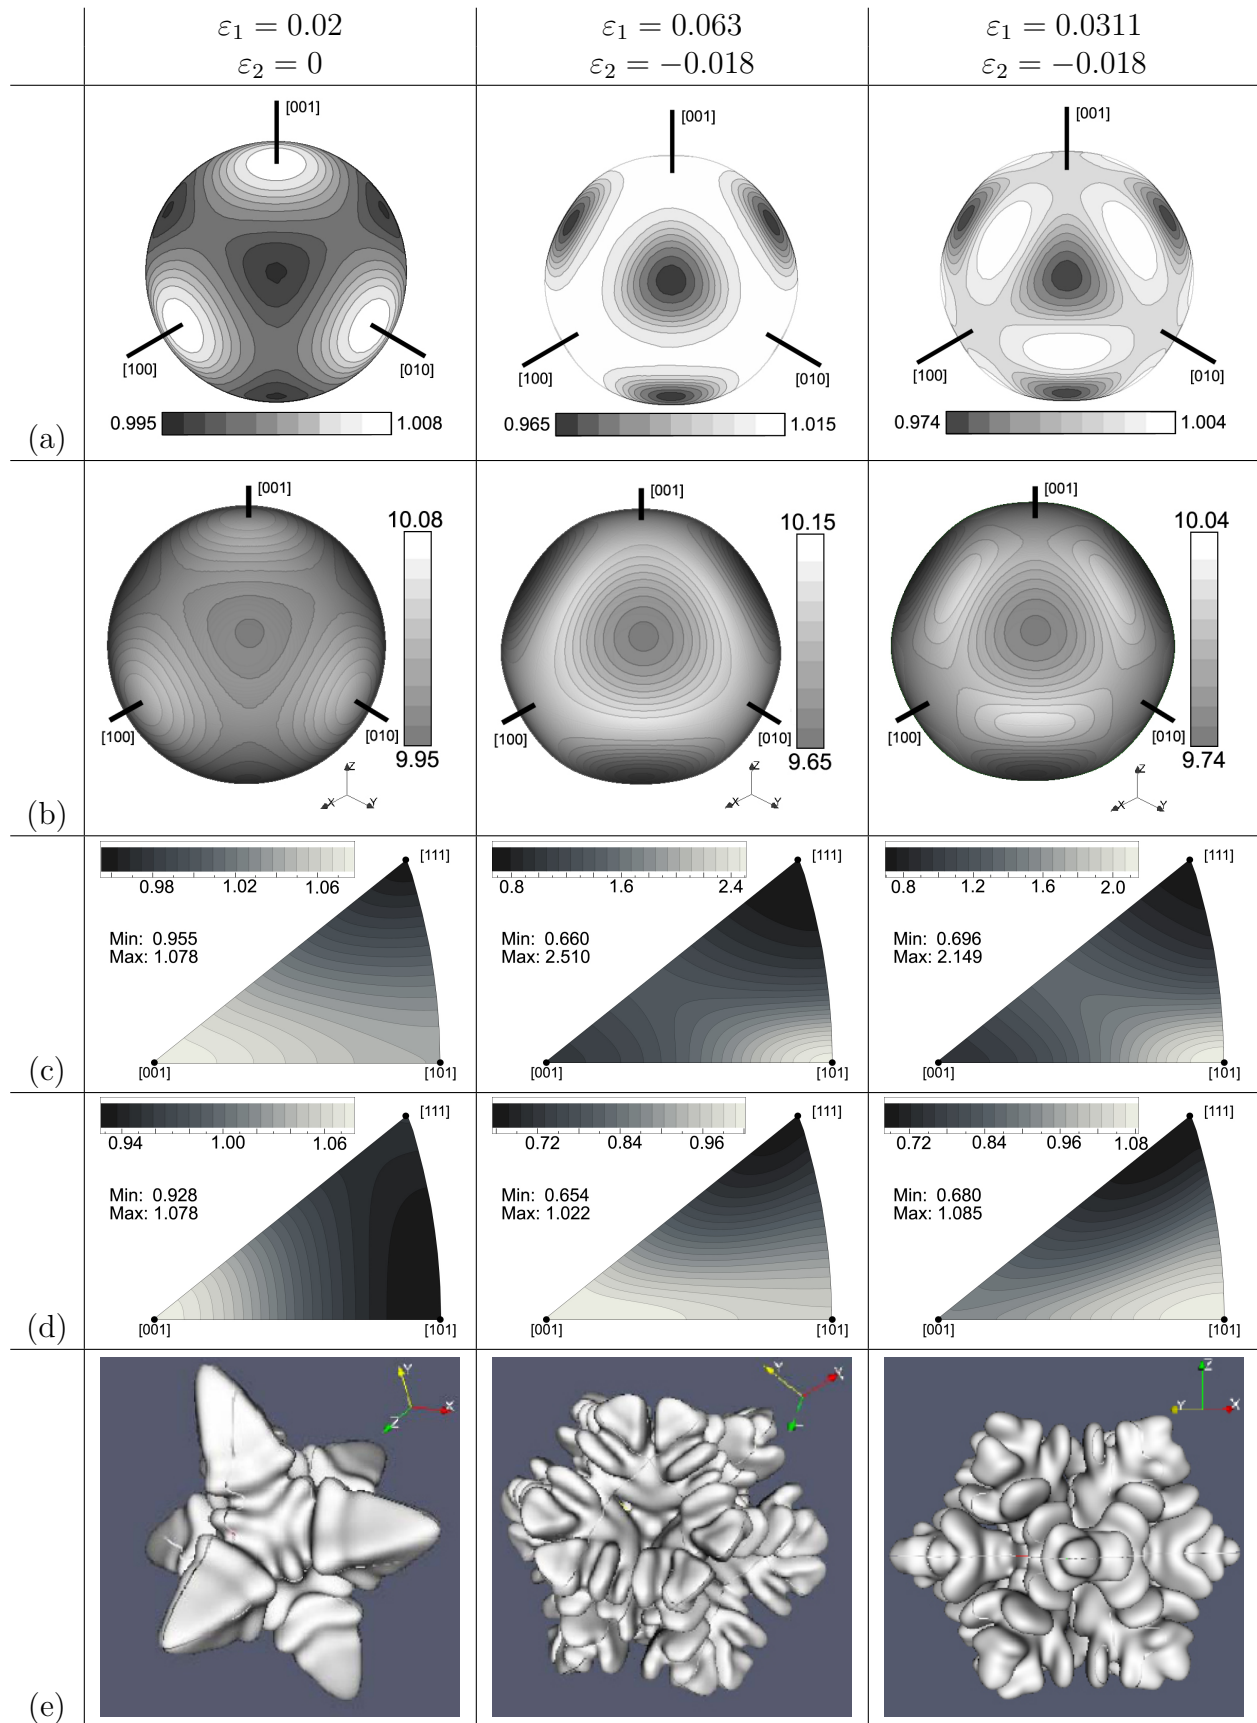 ε₁ = 0.02 ε₁ = 0.063 ε₁ = 0.0311
ε₂ = 0 ε₂ = −0.018 ε₂ = −0.018
[001] [001] [001]
[100] [010] [100] [010] [100] [010]
(a) 0.995 1.008 0.965 1.015 0.974 1.004
[001] [001] [001]
10.08 10.15 10.04
[100] [010] [100] [010] [100] [010]
9.95 9.65 9.74
Z Z Z
X Y X Y X Y
(b)
[111] [111] [111]
0.98 1.02 1.06 0.8 1.6 2.4 0.8 1.2 1.6 2.0
Min: 0.955 Min: 0.660 Min: 0.696
Max: 1.078 Max: 2.510 Max: 2.149
(c) [001] [101] [001] [101] [001] [101]
[111] [111] [111]
0.94 1.00 1.06 0.72 0.84 0.96 0.72 0.84 0.96 1.08
Min: 0.928 Min: 0.654 Min: 0.680
Max: 1.078 Max: 1.022 Max: 1.085
(d) [001] [101] [001] [101] [001] [101]
Y Y X Z
Z X Y X
(e)